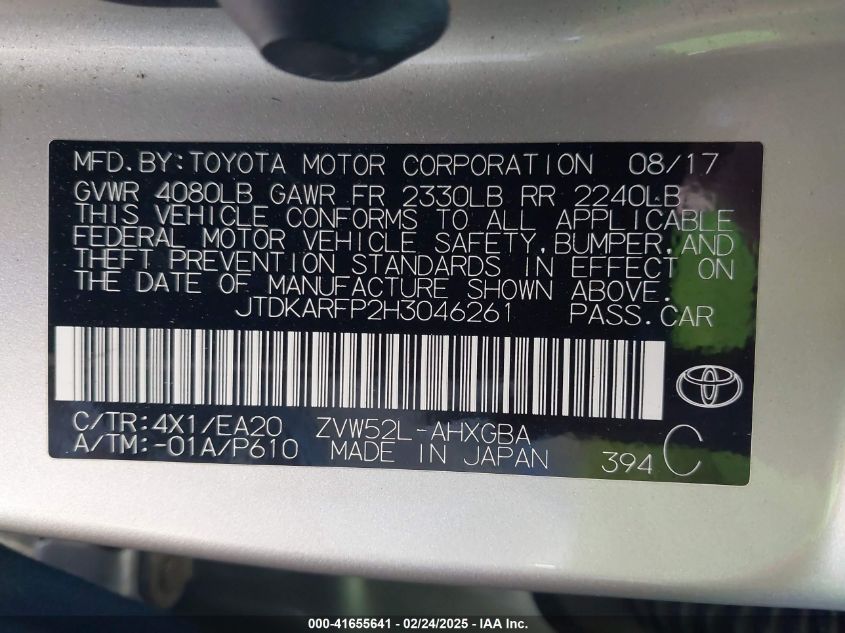 MFD.BY:TOYOTA MOTOR CORPORATION 08/17
GVWR 4080LB GAWR FR 2330LB RR 2240LB
THIS VEHICLE CONFORMS TO ALL APPLICABLE
FEDERAL MOTOR VEHICLE SAFETY,BUMPER,AND
THEFT PREVENTION STANDARDS IN EFFECT ON
THE DATE OF MANUFACTURE SHOWN ABOVE.
JTDKARFP2H3046261 PASS.CAR
C/TR:4X1/EA20 ZVW52L-AHXGBA
A/TM:-01A/P610 MADE IN JAPAN 394 C
000-41655641 / 02/24/2025 - IAA Inc.